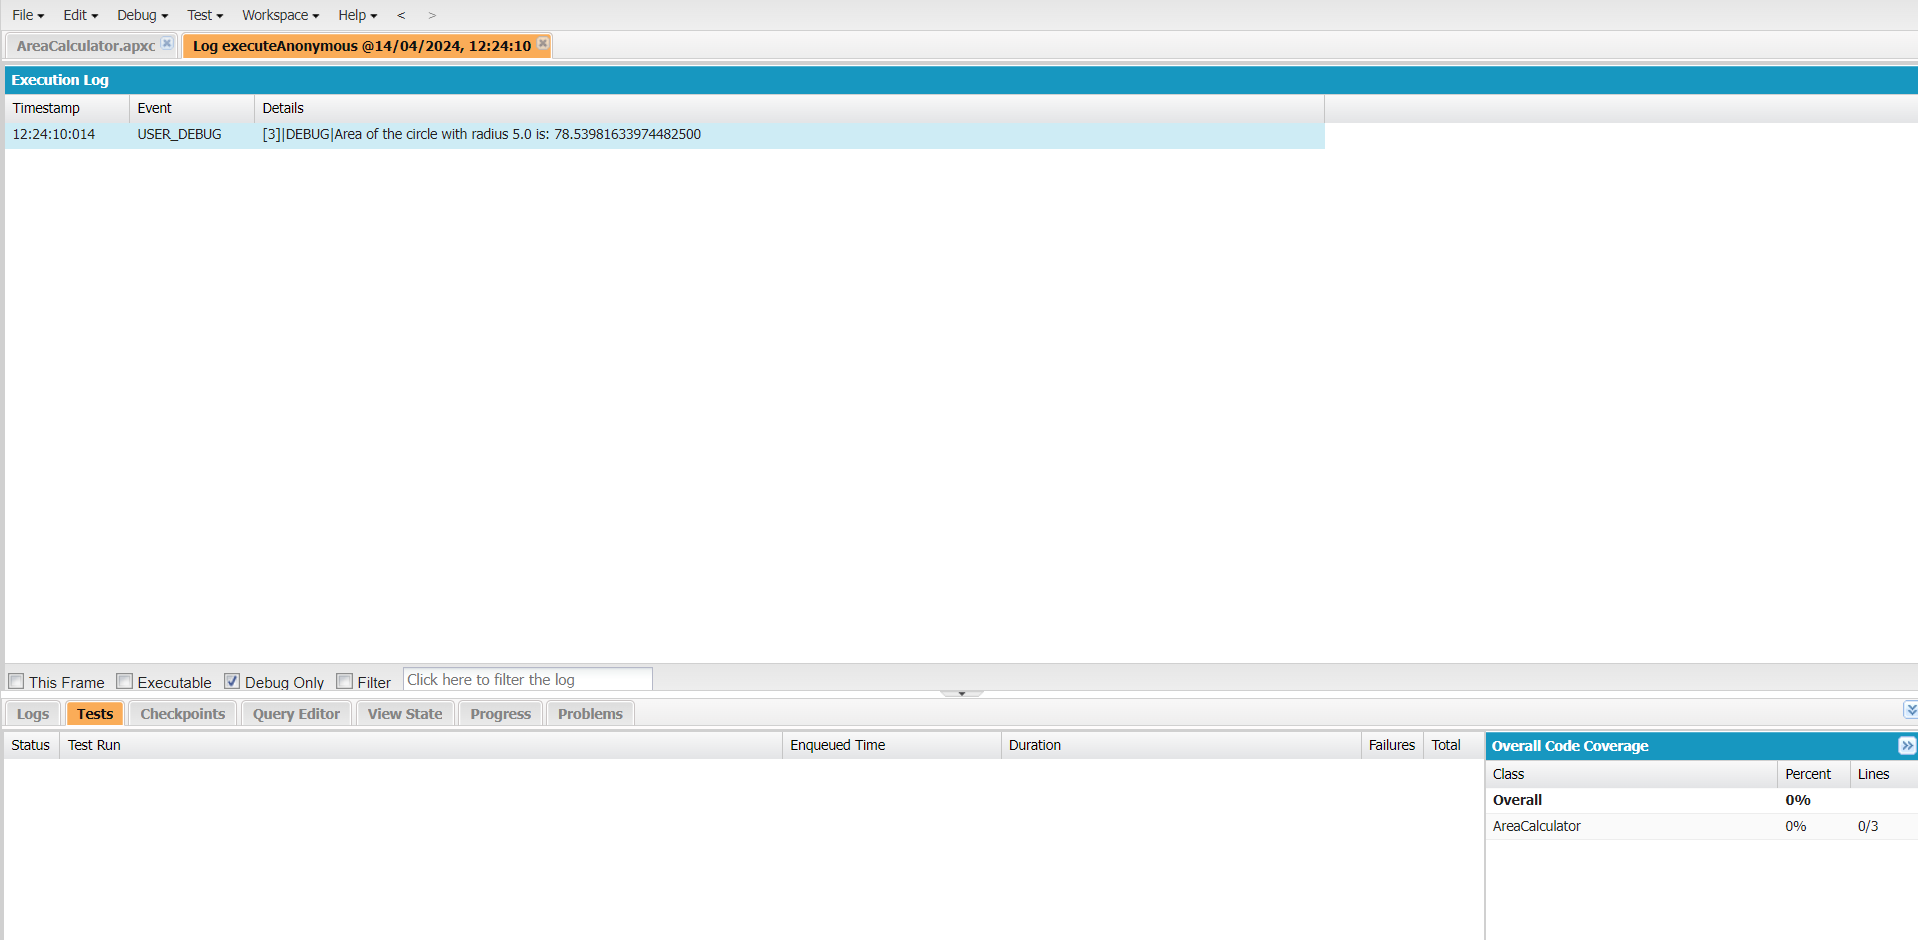 File Edit Debug Test Workspace Help < >
AreaCalculator.apxc Log executeAnonymous @14/04/2024, 12:24:10
Execution Log
Timestamp Event Details
12:24:10:014 USER_DEBUG [3]|DEBUG|Area of the circle with radius 5.0 is: 78.53981633974482500
This Frame Executable Debug Only Filter Click here to filter the log
Logs Tests Checkpoints Query Editor View State Progress Problems
Status Test Run Enqueued Time Duration Failures Total
Overall Code Coverage
Class Percent Lines
Overall 0%
AreaCalculator 0% 0/3